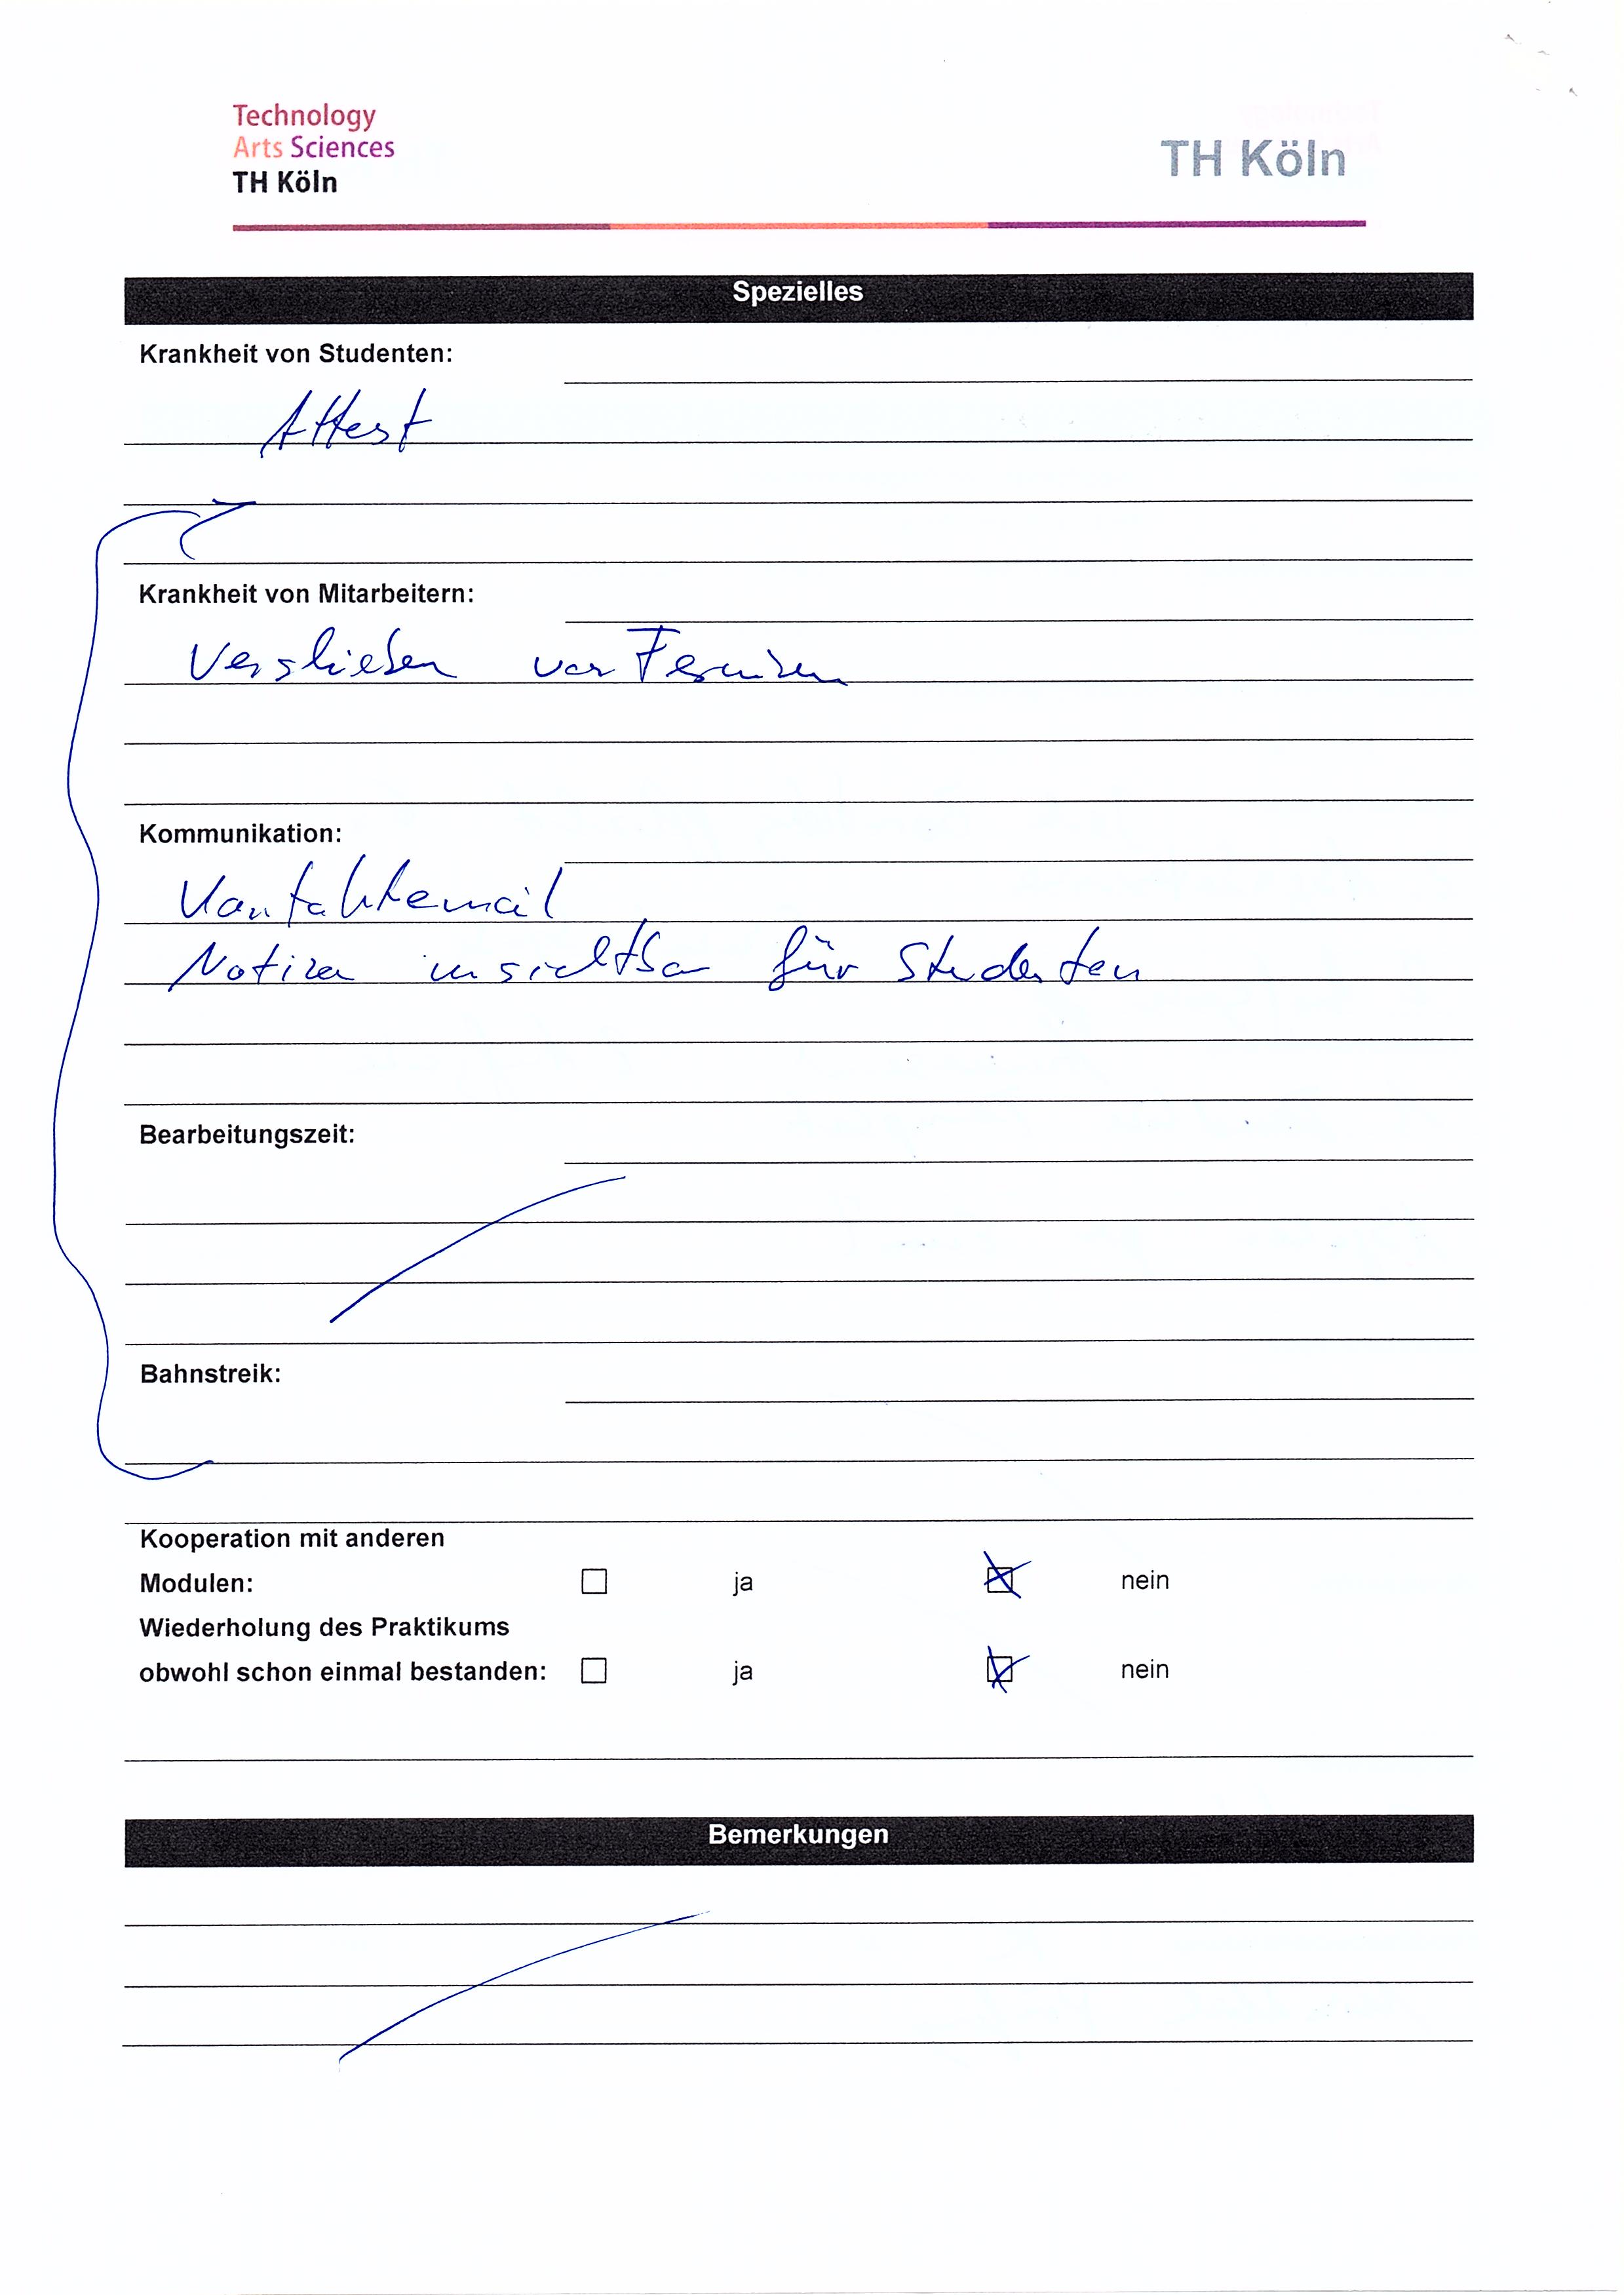 Technology
Arts Sciences
TH Köln
TH Köln
Spezielles
Krankheit von Studenten:
Attest
Krankheit von Mitarbeitern:
von Terminen
Kommunikation:
Kontaktemail
Notizen unsichtbar für Studenten
Bearbeitungszeit:
Bahnstreik:
Kooperation mit anderen
Modulen: ja nein
Wiederholung des Praktikums
obwohl schon einmal bestanden: ja nein
Bemerkungen